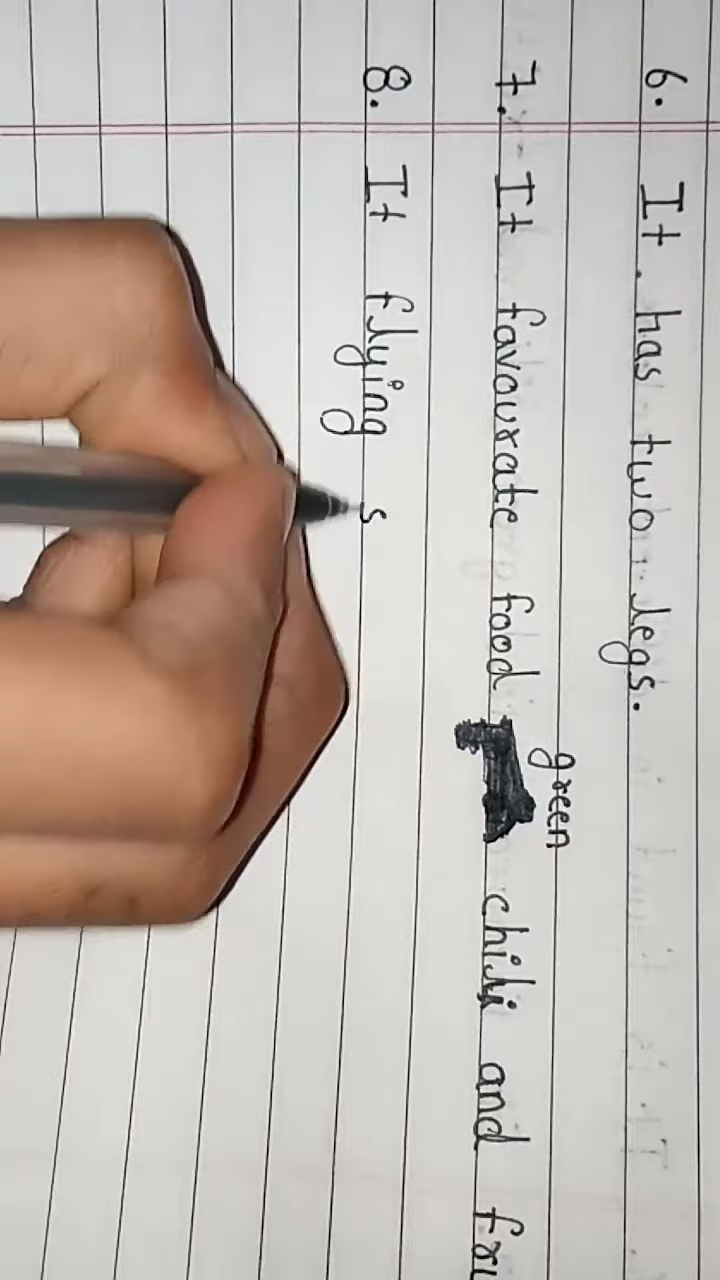 6. It has two legs.
green
7. It favourate food chili and
8. It flying s